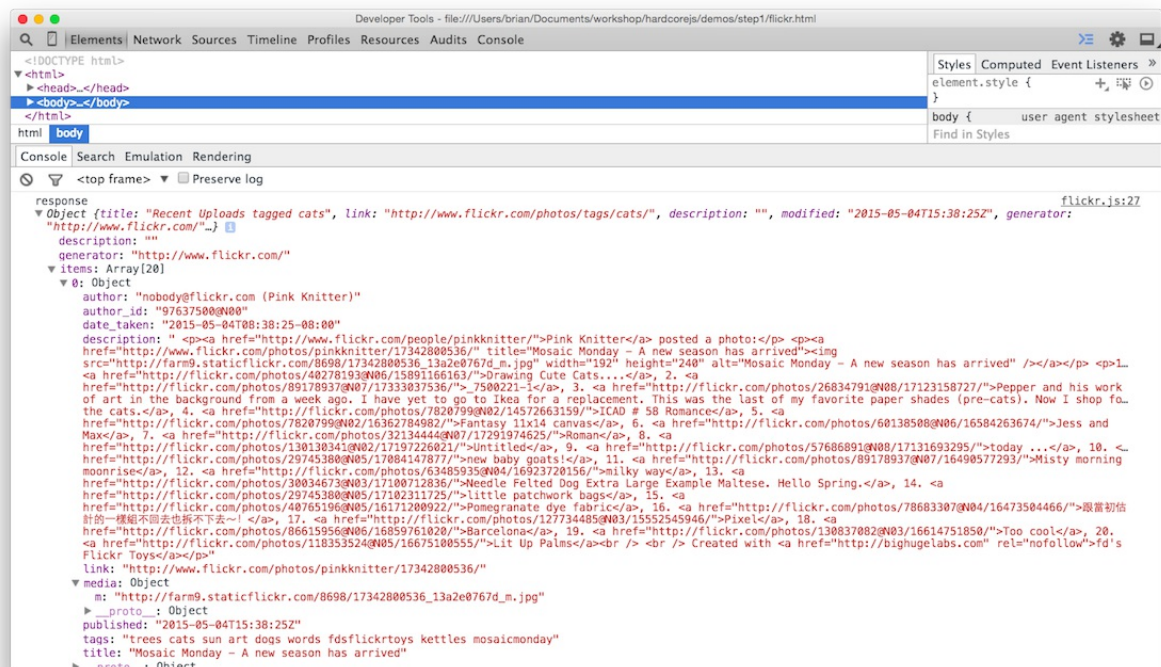 Developer Tools - file:///Users/brian/Documents/workshop/hardcorejs/demos/step1/flickr.html
Elements Network Sources Timeline Profiles Resources Audits Console
<!DOCTYPE html>
▼<html>
▶<head>…</head>
▶<body>…</body>
</html>
html body
Styles Computed Event Listeners »
element.style {
}
body { user agent stylesheet
Find in Styles
Console Search Emulation Rendering
<top frame> ▼ Preserve log
response flickr.js:27
▼Object {title: "Recent Uploads tagged cats", link: "http://www.flickr.com/photos/tags/cats/", description: "", modified: "2015-05-04T15:38:25Z", generator:
"http://www.flickr.com/"…}
description: ""
generator: "http://www.flickr.com/"
▼items: Array[20]
▼0: Object
author: "nobody@flickr.com (Pink Knitter)"
author_id: "97637500@N00"
date_taken: "2015-05-04T08:38:25-08:00"
description: " <p><a href="http://www.flickr.com/people/pinkknitter/">Pink Knitter</a> posted a photo:</p> <p><a
href="http://www.flickr.com/photos/pinkknitter/17342800536/" title="Mosaic Monday - A new season has arrived"><img
src="http://farm9.staticflickr.com/8698/17342800536_13a2e0767d_m.jpg" width="192" height="240" alt="Mosaic Monday - A new season has arrived" /></a></p> <p>1…
<a href="http://flickr.com/photos/40278193@N06/15891166163/">Drawing Cute Cats....</a>, 2. <a
href="http://flickr.com/photos/89178937@N07/17333037536/">_7500221-1</a>, 3. <a href="http://flickr.com/photos/26834791@N08/17123158727/">Pepper and his work
of art in the background from a week ago. I have yet to go to Ikea for a replacement. This was the last of my favorite paper shades (pre-cats). Now I shop fo…
the cats.</a>, 4. <a href="http://flickr.com/photos/7820799@N02/14572663159/">ICAD # 58 Romance</a>, 5. <a
href="http://flickr.com/photos/7820799@N02/16362784982/">Fantasy 11x14 canvas</a>, 6. <a href="http://flickr.com/photos/60138508@N06/16584263674/">Jess and
Max</a>, 7. <a href="http://flickr.com/photos/32134444@N07/17291974625/">Roman</a>, 8. <a
href="http://flickr.com/photos/130130341@N02/17197226021/">Untitled</a>, 9. <a href="http://flickr.com/photos/57686891@N08/17131693295/">today ...</a>, 10. <…
href="http://flickr.com/photos/29745380@N05/17084147877/">new baby goats!</a>, 11. <a href="http://flickr.com/photos/89178937@N07/16490577293/">Misty morning
moonrise</a>, 12. <a href="http://flickr.com/photos/63485935@N04/16923720156/">milky way</a>, 13. <a
href="http://flickr.com/photos/30034673@N03/17100712836/">Needle Felted Dog Extra Large Example Maltese. Hello Spring.</a>, 14. <a
href="http://flickr.com/photos/29745380@N05/17102311725/">little patchwork bags</a>, 15. <a
href="http://flickr.com/photos/40765196@N05/16171200922/">Pomegranate dye fabric</a>, 16. <a href="http://flickr.com/photos/78683307@N04/16473504466/">跟當初估
計的一樣組不回去也拆不下去~! </a>, 17. <a href="http://flickr.com/photos/127734485@N03/15552545946/">Pixel</a>, 18. <a
href="http://flickr.com/photos/86615956@N06/16859761020/">Barcelona</a>, 19. <a href="http://flickr.com/photos/130837082@N03/16614751850/">Too cool</a>, 20.
<a href="http://flickr.com/photos/118353524@N05/16675100555/">Lit Up Palms</a><br /> <br /> Created with <a href="http://bighugelabs.com" rel="nofollow">fd's
Flickr Toys</a></p>"
link: "http://www.flickr.com/photos/pinkknitter/17342800536/"
▼media: Object
m: "http://farm9.staticflickr.com/8698/17342800536_13a2e0767d_m.jpg"
▶__proto__: Object
published: "2015-05-04T15:38:25Z"
tags: "trees cats sun art dogs words fdsflickrtoys kettles mosaicmonday"
title: "Mosaic Monday - A new season has arrived"
▶__proto__: Object